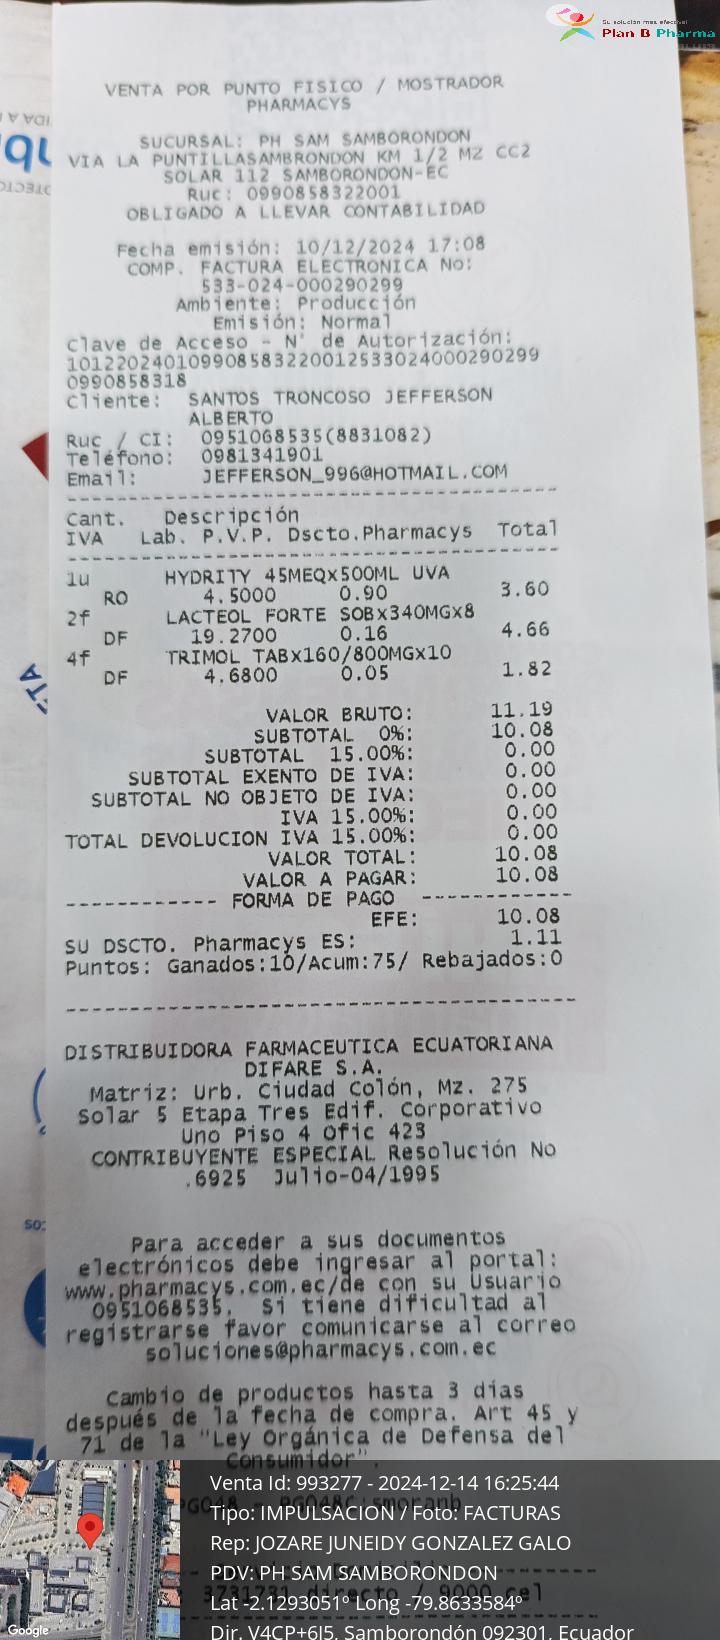 Su solución más efectiva!
Plan B Pharma
VENTA POR PUNTO FISICO / MOSTRADOR
PHARMACYS
SUCURSAL: PH SAM SAMBORONDON
VIA LA PUNTILLASAMBRONDON KM 1/2 MZ CC2
SOLAR 112 SAMBORONDON-EC
Ruc: 0990858322001
OBLIGADO A LLEVAR CONTABILIDAD
Fecha emisión: 10/12/2024 17:08
COMP. FACTURA ELECTRONICA No:
533-024-000290299
Ambiente: Producción
Emisión: Normal
Clave de Acceso - N° de Autorización:
101220240109908583220012533024000290299
0990858318
Cliente: SANTOS TRONCOSO JEFFERSON
ALBERTO
Ruc / CI: 0951068535(8831082)
Teléfono: 0981341901
Email: JEFFERSON_996@HOTMAIL.COM
Cant. Descripción
IVA Lab. P.V.P. Dscto.Pharmacys Total
1u HYDRITY 45MEQx500ML UVA
RO 4.5000 0.90 3.60
2f LACTEOL FORTE SOBx340MGx8
DF 19.2700 0.16 4.66
4f TRIMOL TABx160/800MGx10
DF 4.6800 0.05 1.82
VALOR BRUTO: 11.19
SUBTOTAL 0%: 10.08
SUBTOTAL 15.00%: 0.00
SUBTOTAL EXENTO DE IVA: 0.00
SUBTOTAL NO OBJETO DE IVA: 0.00
IVA 15.00%: 0.00
TOTAL DEVOLUCION IVA 15.00%: 0.00
VALOR TOTAL: 10.08
VALOR A PAGAR: 10.08
------------ FORMA DE PAGO ------------
EFE: 10.08
SU DSCTO. Pharmacys ES: 1.11
Puntos: Ganados:10/Acum:75/ Rebajados:0
DISTRIBUIDORA FARMACEUTICA ECUATORIANA
DIFARE S.A.
Matriz: Urb. Ciudad Colón, Mz. 275
Solar 5 Etapa Tres Edif. Corporativo
Uno Piso 4 Ofic 423
CONTRIBUYENTE ESPECIAL Resolución No
.6925 Julio-04/1995
Para acceder a sus documentos
electrónicos debe ingresar al portal:
www.pharmacys.com.ec/de con su Usuario
0951068535. Si tiene dificultad al
registrarse favor comunicarse al correo
soluciones@pharmacys.com.ec
Cambio de productos hasta 3 días
después de la fecha de compra. Art 45 y
71 de la "Ley Orgánica de Defensa del
Consumidor".
Venta Id: 993277 - 2024-12-14 16:25:44
Tipo: IMPULSACION / Foto: FACTURAS
Rep: JOZARE JUNEIDY GONZALEZ GALO
PDV: PH SAM SAMBORONDON
3731731 directo / 9000 cel
Lat -2.1293051º Long -79.8633584º
Dir. V4CP+6J5, Samborondón 092301, Ecuador
Google